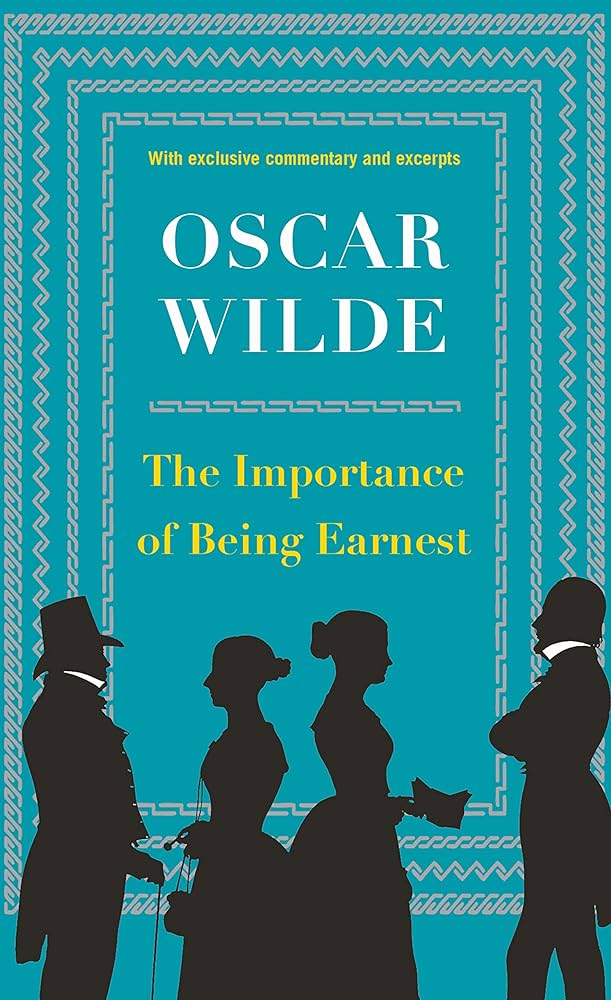 With exclusive commentary and excerpts
OSCAR
WILDE
The Importance
of Being Earnest